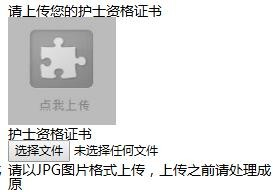 请上传您的护士资格证书
点我上传
护士资格证书
选择文件 未选择任何文件
请以JPG图片格式上传，上传之前请处理成
原